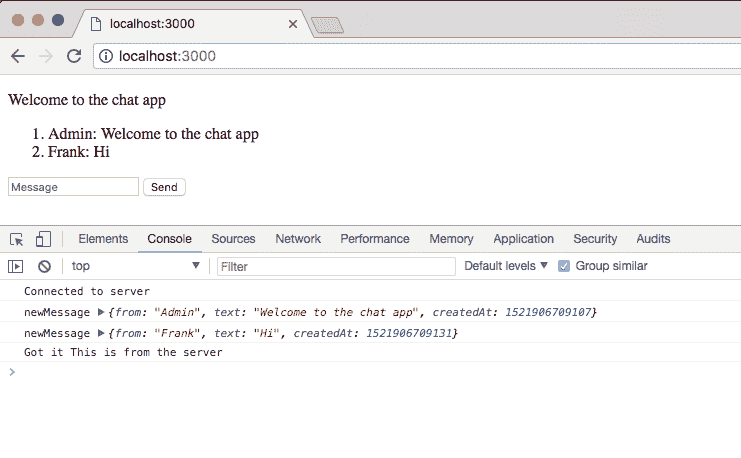 localhost:3000
localhost:3000
Welcome to the chat app
1. Admin: Welcome to the chat app
2. Frank: Hi
Message Send
Elements Console Sources Network Performance Memory Application Security Audits
top Filter Default levels Group similar
Connected to server
newMessage {from: "Admin", text: "Welcome to the chat app", createdAt: 1521906709107}
newMessage {from: "Frank", text: "Hi", createdAt: 1521906709131}
Got it This is from the server